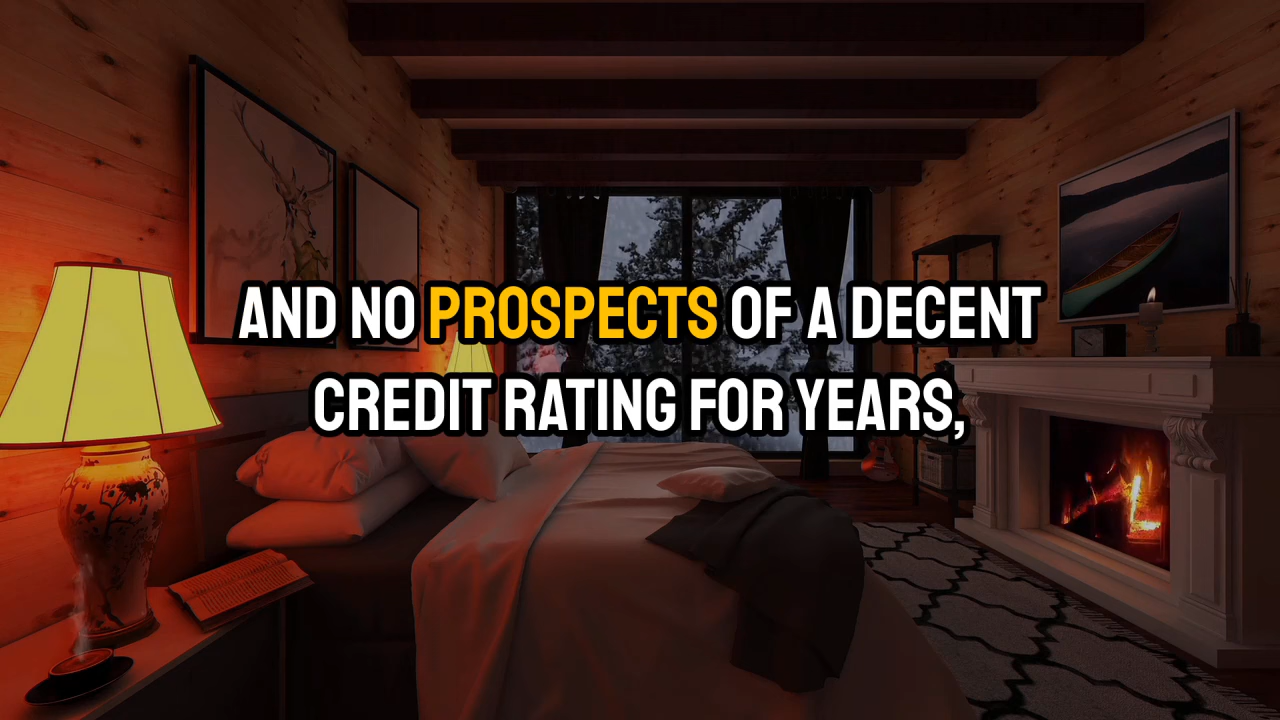 AND NO PROSPECTS OF A DECENT
CREDIT RATING FOR YEARS,